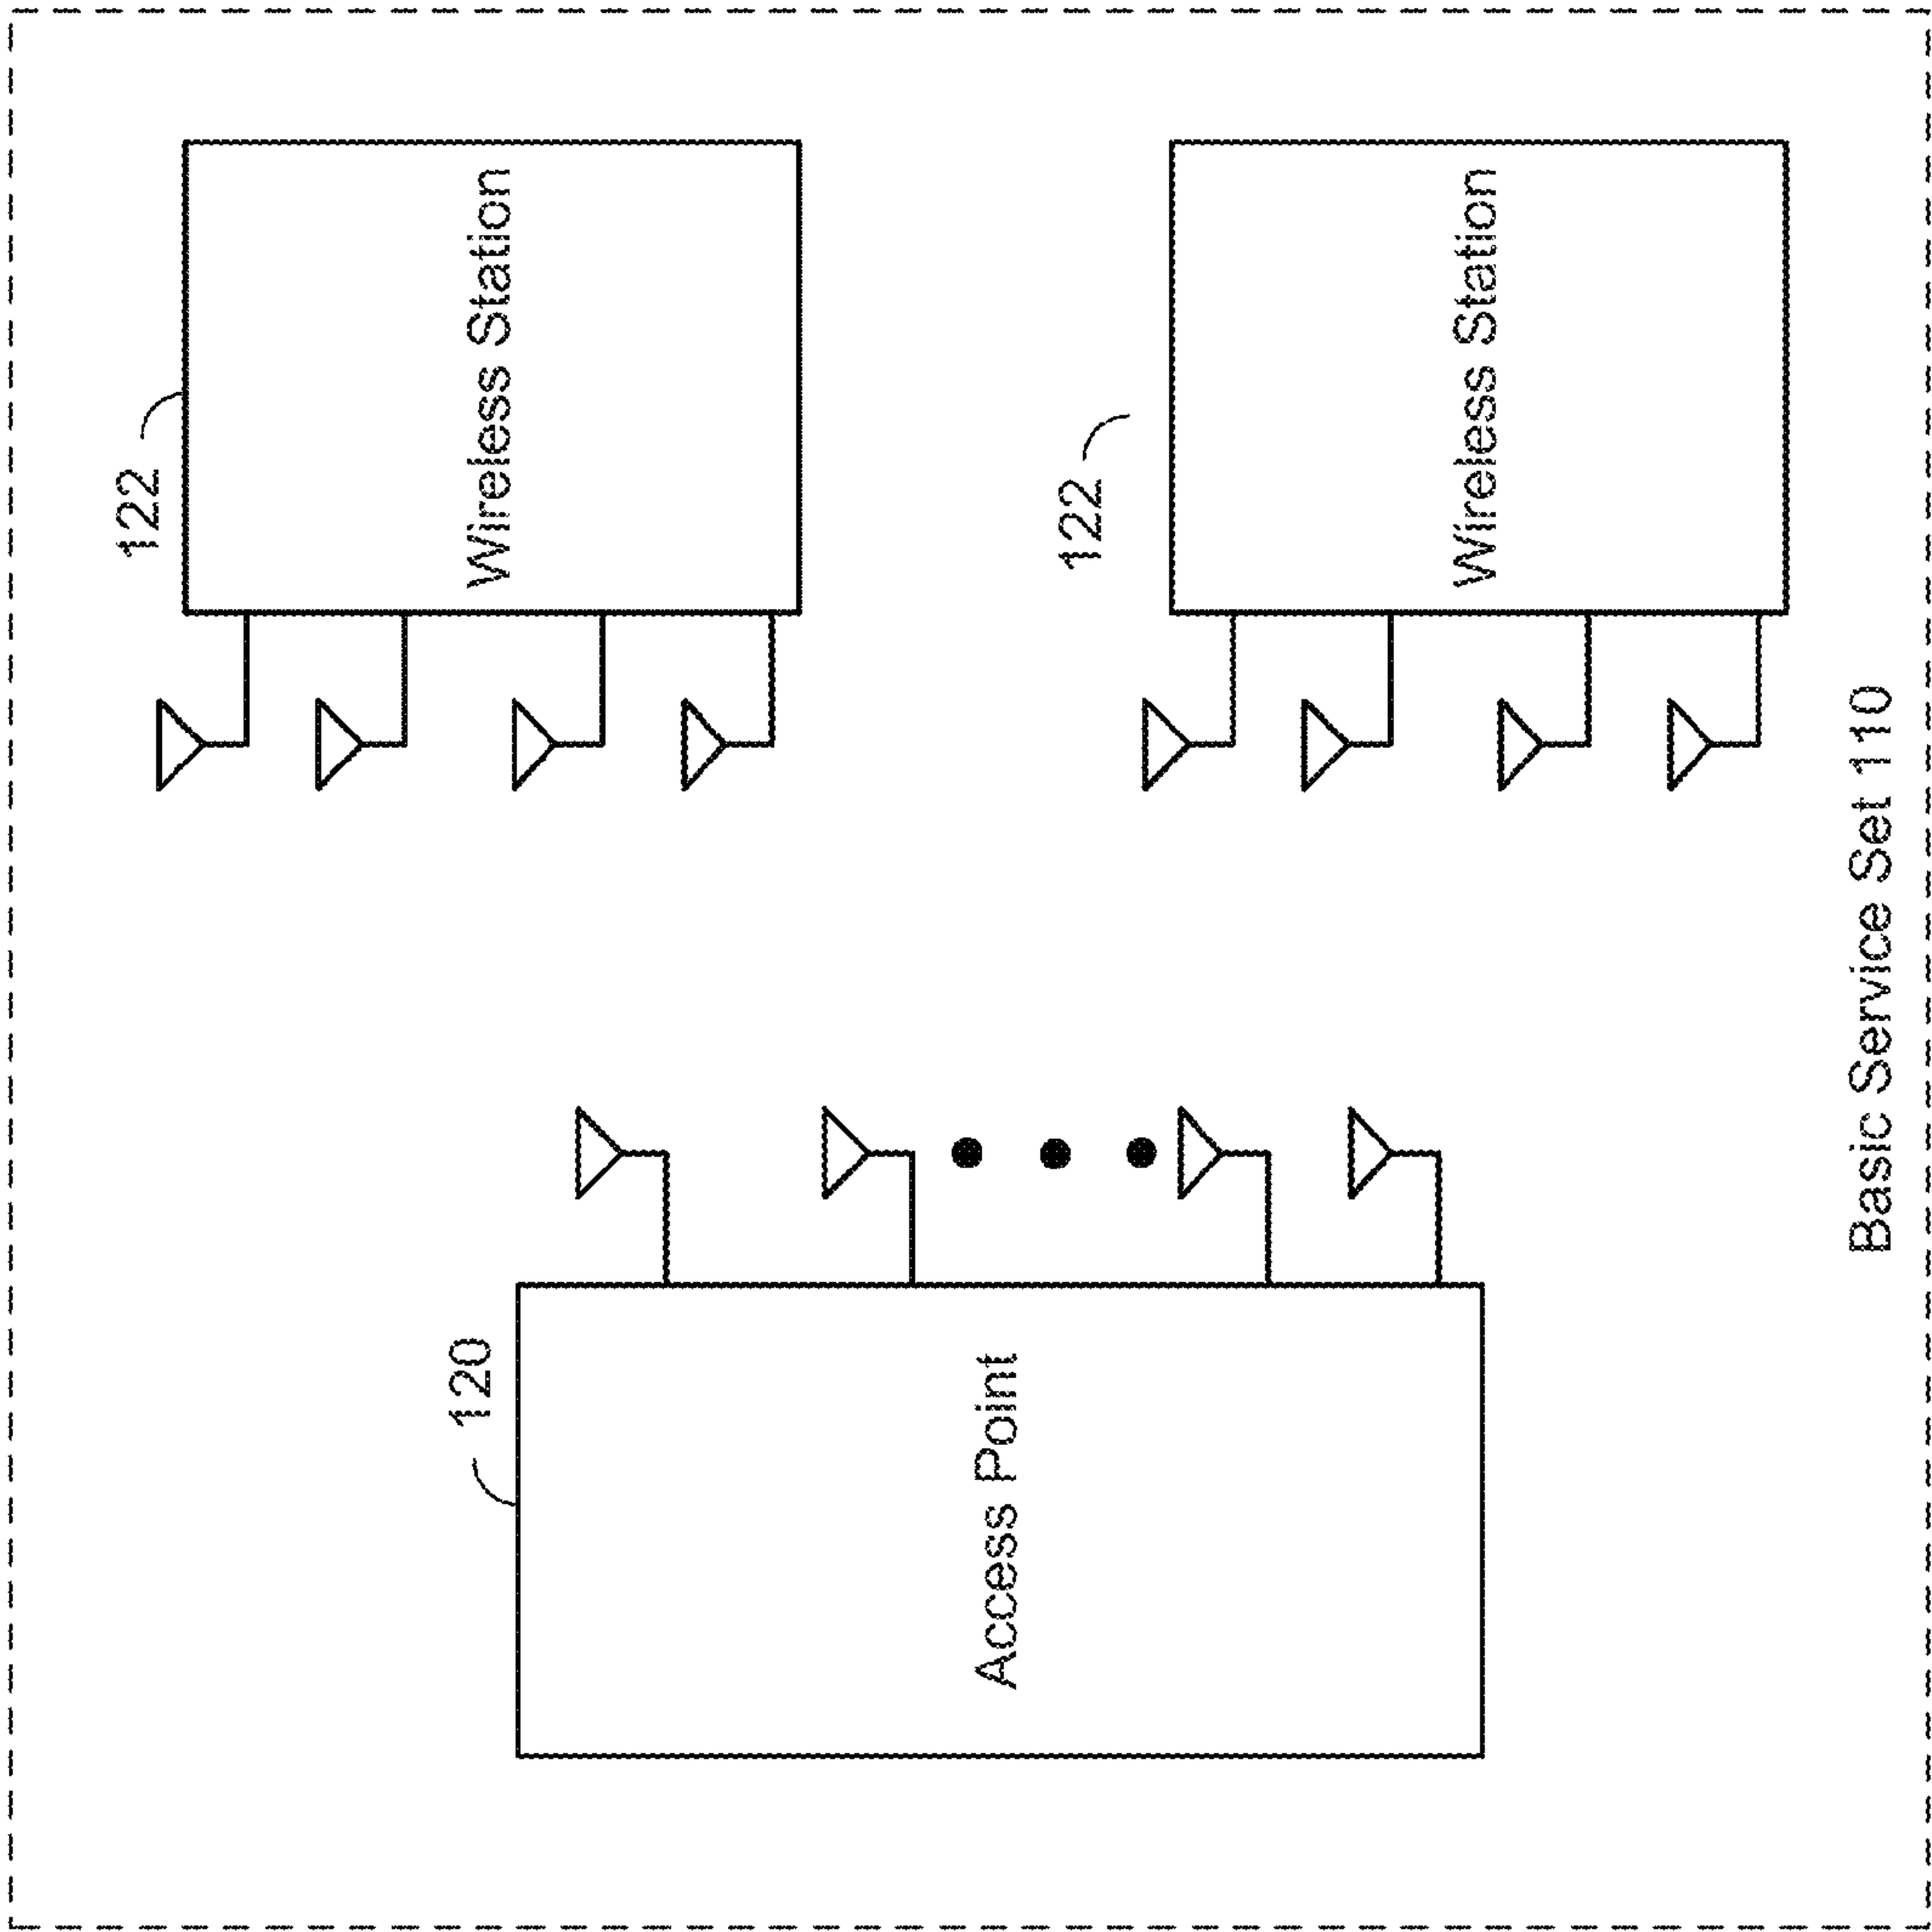 120
Access Point
122
Wireless Station
122
Wireless Station
Basic Service Set 110